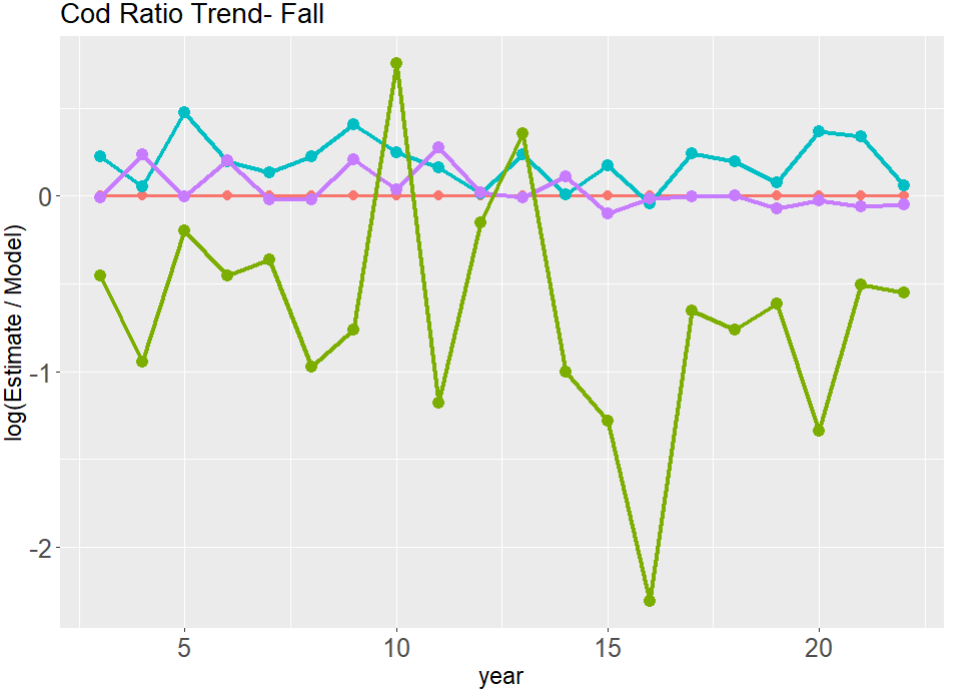 Cod Ratio Trend- Fall
log(Estimate / Model)
0
-1
-2
5 10 15 20
year